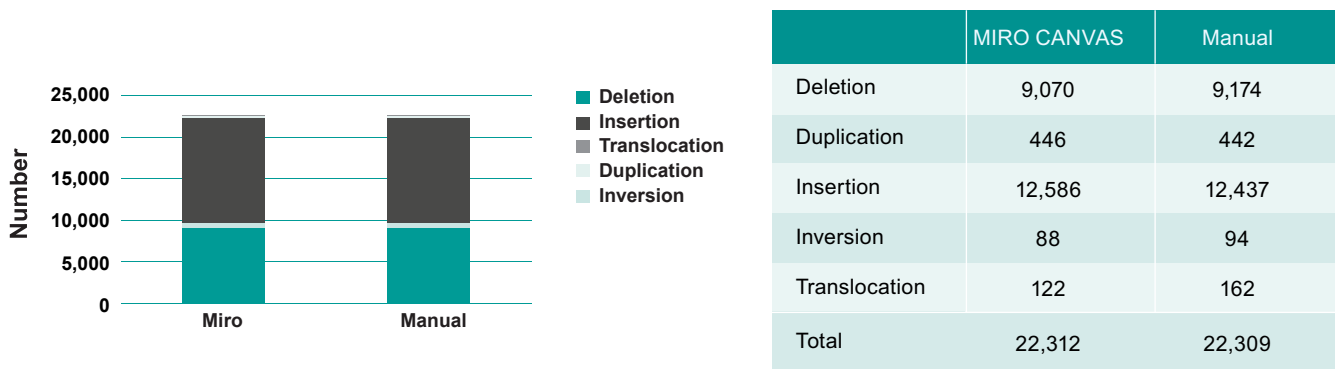 25,000
20,000
15,000
10,000
5,000
0
Number
Miro Manual
Deletion
Insertion
Translocation
Duplication
Inversion
MIRO CANVAS Manual
Deletion 9,070 9,174
Duplication 446 442
Insertion 12,586 12,437
Inversion 88 94
Translocation 122 162
Total 22,312 22,309